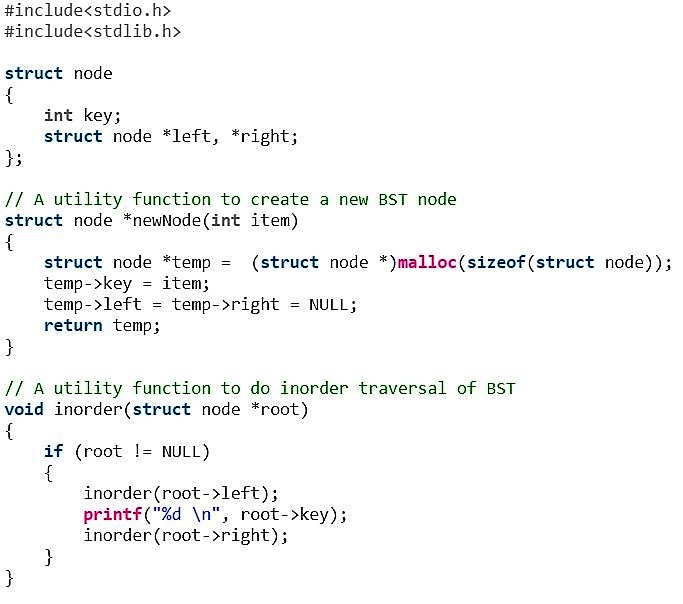 #include<stdio.h>
#include<stdlib.h>

struct node
{
    int key;
    struct node *left, *right;
};

// A utility function to create a new BST node
struct node *newNode(int item)
{
    struct node *temp =  (struct node *)malloc(sizeof(struct node));
    temp->key = item;
    temp->left = temp->right = NULL;
    return temp;
}

// A utility function to do inorder traversal of BST
void inorder(struct node *root)
{
    if (root != NULL)
    {
        inorder(root->left);
        printf("%d \n", root->key);
        inorder(root->right);
    }
}